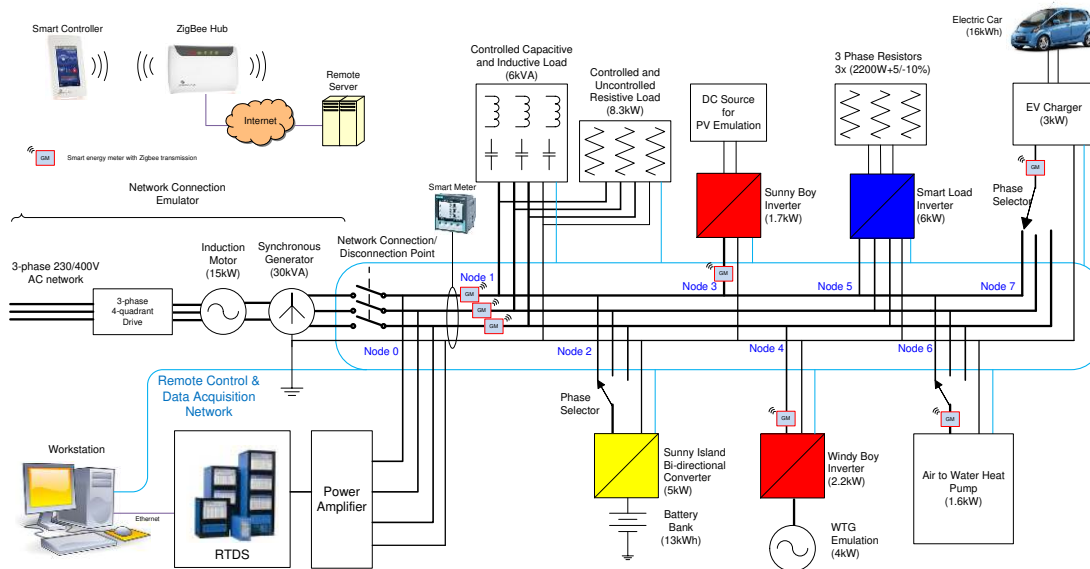 Smart Controller
ZigBee Hub
Remote
Server
Internet
GM
Smart energy meter with Zigbee transmission
Controlled Capacitive
and Inductive Load
(6kVA)
Controlled and
Uncontrolled
Resistive Load
(8.3kW)
DC Source
for
PV Emulation
3 Phase Resistors
3x (2200W+5/-10%)
Electric Car
(16kWh)
EV Charger
(3kW)
GM
Phase
Selector
Sunny Boy
Inverter
(1.7kW)
Smart Load
Inverter
(6kW)
Smart Meter
Network Connection
Emulator
3-phase 230/400V
AC network
Induction
Motor
(15kW)
Synchronous
Generator
(30kVA)
Network Connection/
Disconnection Point
3-phase
4-quadrant
Drive
Node 1
GM
GM
GM
Node 3
GM
Node 5
Node 7
Node 0
Node 2
Node 4
Node 6
Remote Control &
Data Acquisition
Network
Phase
Selector
GM
GM
Workstation
Ethernet
RTDS
Power
Amplifier
Sunny Island
Bi-directional
Converter
(5kW)
Battery
Bank
(13kWh)
Windy Boy
Inverter
(2.2kW)
WTG
Emulation
(4kW)
Air to Water Heat
Pump
(1.6kW)